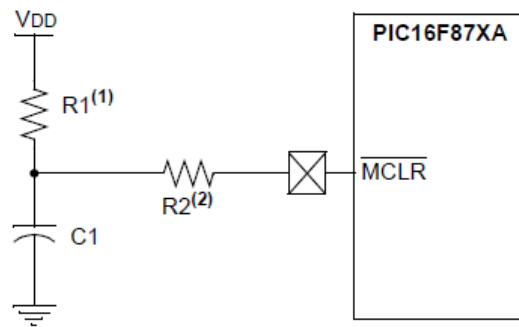 VDD
PIC16F87XA
R1(1)
MCLR
R2(2)
C1